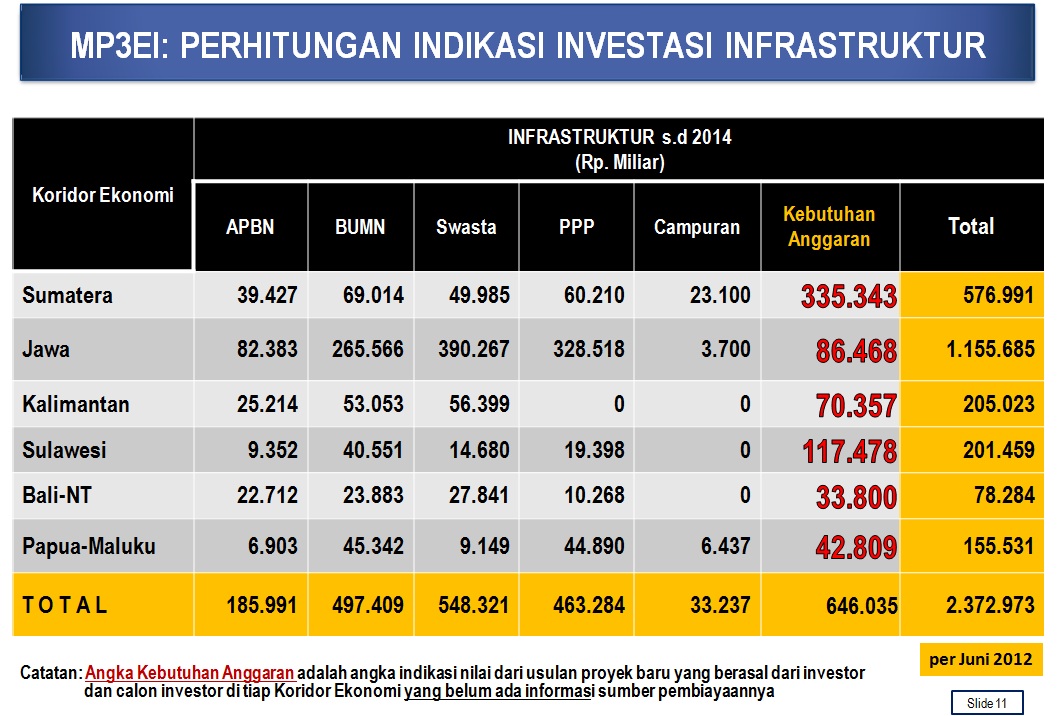 MP3EI: PERHITUNGAN INDIKASI INVESTASI INFRASTRUKTUR
Koridor Ekonomi
INFRASTRUKTUR s.d 2014
(Rp. Miliar)
APBN BUMN Swasta PPP Campuran Kebutuhan Anggaran Total
Sumatera 39.427 69.014 49.985 60.210 23.100 335.343 576.991
Jawa 82.383 265.566 390.267 328.518 3.700 86.468 1.155.685
Kalimantan 25.214 53.053 56.399 0 0 70.357 205.023
Sulawesi 9.352 40.551 14.680 19.398 0 117.478 201.459
Bali-NT 22.712 23.883 27.841 10.268 0 33.800 78.284
Papua-Maluku 6.903 45.342 9.149 44.890 6.437 42.809 155.531
T O T A L 185.991 497.409 548.321 463.284 33.237 646.035 2.372.973
Catatan: Angka Kebutuhan Anggaran adalah angka indikasi nilai dari usulan proyek baru yang berasal dari investor
dan calon investor di tiap Koridor Ekonomi yang belum ada informasi sumber pembiayaannya
per Juni 2012
Slide 11